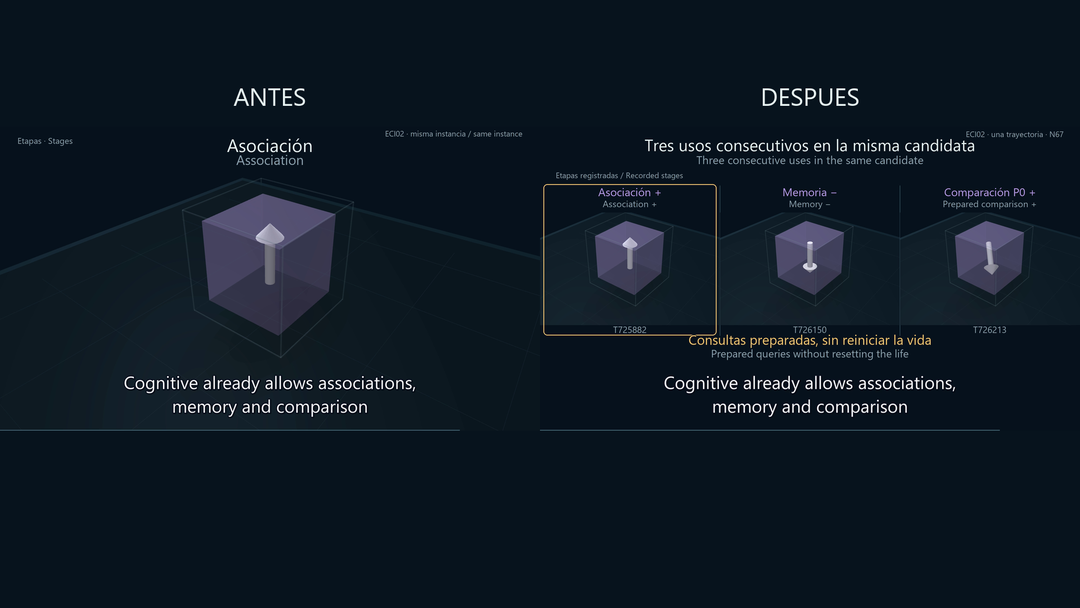 ANTES
Etapas · Stages
ECI02 · misma instancia / same instance
Asociación
Association
Cognitive already allows associations,
memory and comparison
DESPUES
ECI02 · una trayectoria · N67
Tres usos consecutivos en la misma candidata
Three consecutive uses in the same candidate
Etapas registradas / Recorded stages
Asociación +
Association +
T725882
Memoria −
Memory −
T726150
Comparación P0 +
Prepared comparison +
T726213
Consultas preparadas, sin reiniciar la vida
Prepared queries without resetting the life
Cognitive already allows associations,
memory and comparison